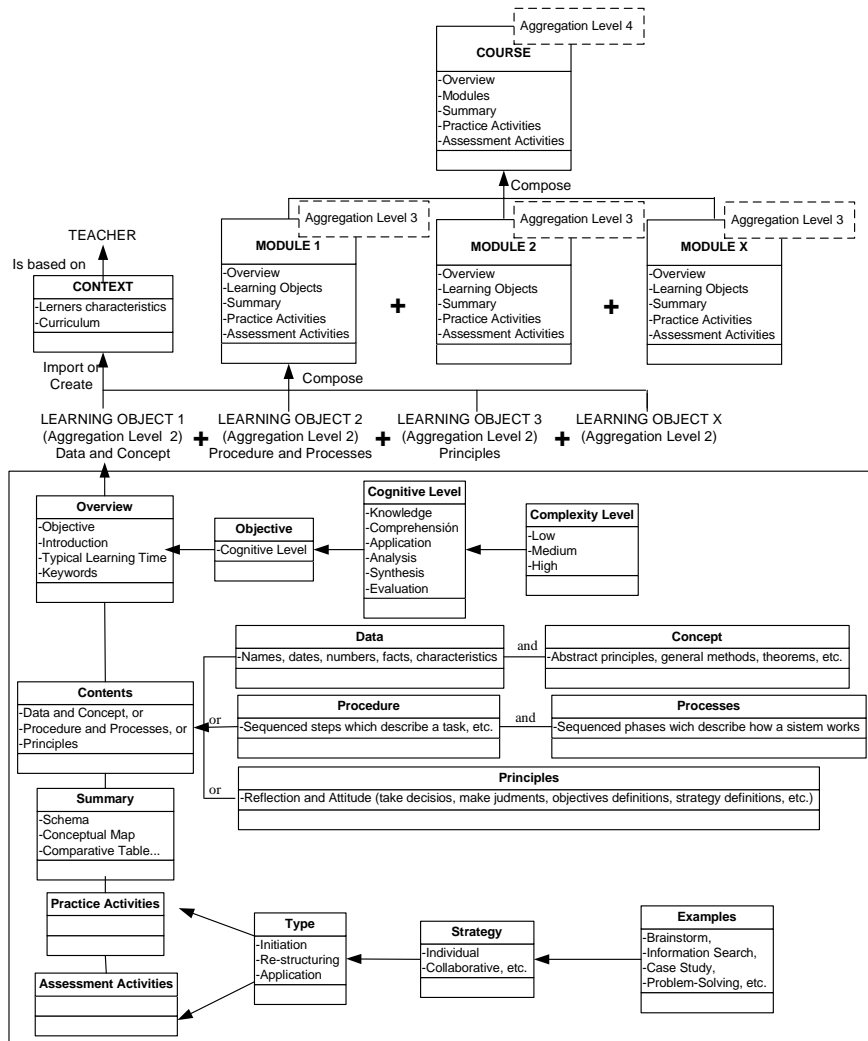 Aggregation Level 4
COURSE
-Overview
-Modules
-Summary
-Practice Activities
-Assessment Activities
Compose
Aggregation Level 3
MODULE 1
-Overview
-Learning Objects
-Summary
-Practice Activities
-Assessment Activities
+
Aggregation Level 3
MODULE 2
-Overview
-Learning Objects
-Summary
-Practice Activities
-Assessment Activities
+
Aggregation Level 3
MODULE X
-Overview
-Learning Objects
-Summary
-Practice Activities
-Assessment Activities
TEACHER
Is based on
CONTEXT
-Lerners characteristics
-Curriculum
Import or
Create
Compose
LEARNING OBJECT 1
(Aggregation Level 2)
Data and Concept
+
LEARNING OBJECT 2
(Aggregation Level 2)
Procedure and Processes
+
LEARNING OBJECT 3
(Aggregation Level 2)
Principles
+
LEARNING OBJECT X
(Aggregation Level 2)
Overview
-Objective
-Introduction
-Typical Learning Time
-Keywords
Objective
-Cognitive Level
Cognitive Level
-Knowledge
-Comprehensión
-Application
-Analysis
-Synthesis
-Evaluation
Complexity Level
-Low
-Medium
-High
Contents
-Data and Concept, or
-Procedure and Processes, or
-Principles
Data
-Names, dates, numbers, facts, characteristics
and
Concept
-Abstract principles, general methods, theorems, etc.
or
Procedure
-Sequenced steps which describe a task, etc.
and
Processes
-Sequenced phases wich describe how a sistem works
or
Principles
-Reflection and Attitude (take decisios, make judments, objectives definitions, strategy definitions, etc.)
Summary
-Schema
-Conceptual Map
-Comparative Table...
Practice Activities
Assessment Activities
Type
-Initiation
-Re-structuring
-Application
Strategy
-Individual
-Collaborative, etc.
Examples
-Brainstorm,
-Information Search,
-Case Study,
-Problem-Solving, etc.